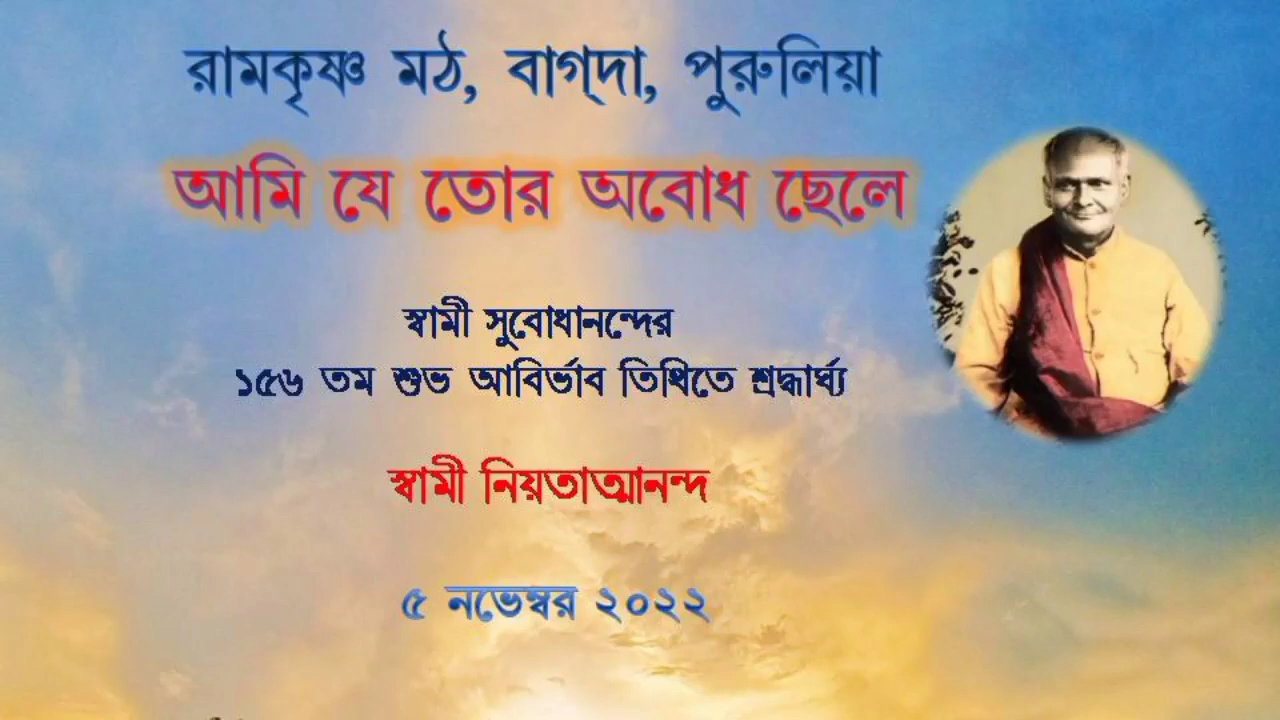 রামকৃষ্ণ মঠ, বাগ্‌দা, পুরুলিয়া
আমি যে তোর অবোধ ছেলে
স্বামী সুবোধানন্দের
১৫৬ তম শুভ আবির্ভাব তিথিতে শ্রদ্ধার্ঘ্য
স্বামী নিয়তাত্মানন্দ
৫ নভেম্বর ২০২২